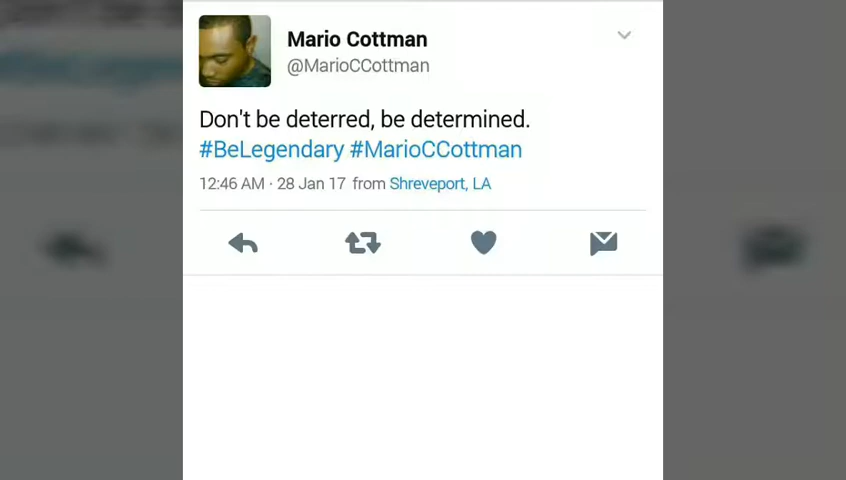 Mario Cottman
@MarioCCottman
Don't be deterred, be determined.
#BeLegendary #MarioCCottman
12:46 AM · 28 Jan 17 from Shreveport, LA